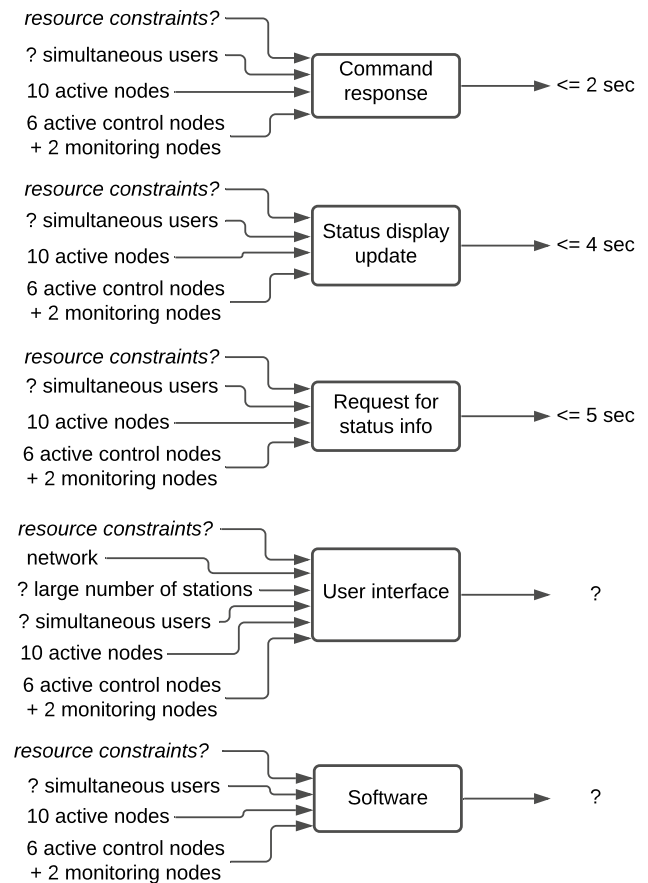 resource constraints?
? simultaneous users
10 active nodes
6 active control nodes
+ 2 monitoring nodes
Command
response
<= 2 sec
resource constraints?
? simultaneous users
10 active nodes
6 active control nodes
+ 2 monitoring nodes
Status display
update
<= 4 sec
resource constraints?
? simultaneous users
10 active nodes
6 active control nodes
+ 2 monitoring nodes
Request for
status info
<= 5 sec
resource constraints?
network
? large number of stations
? simultaneous users
10 active nodes
6 active control nodes
+ 2 monitoring nodes
User interface
?
resource constraints?
? simultaneous users
10 active nodes
6 active control nodes
+ 2 monitoring nodes
Software
?